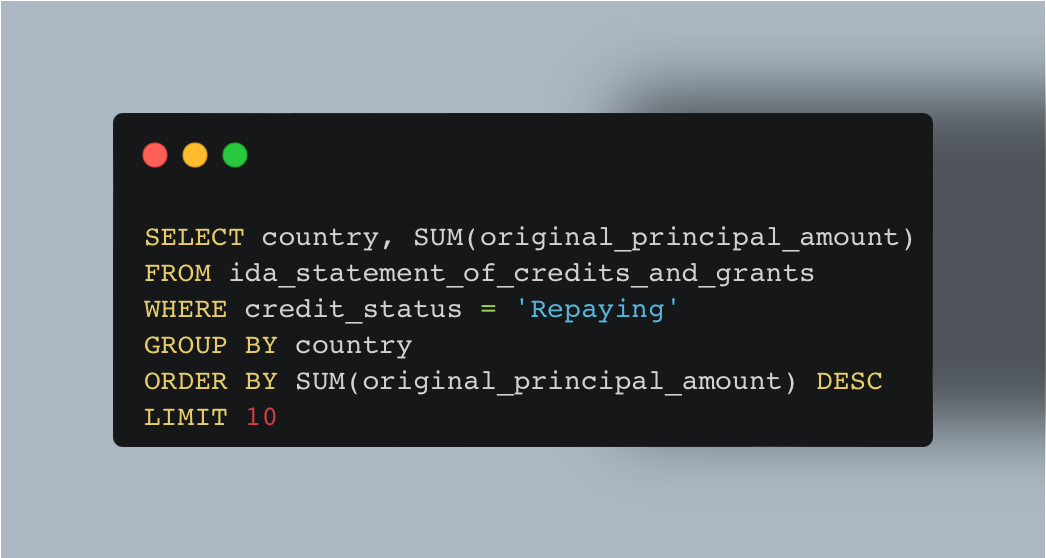 SELECT country, SUM(original_principal_amount)
FROM ida_statement_of_credits_and_grants
WHERE credit_status = 'Repaying'
GROUP BY country
ORDER BY SUM(original_principal_amount) DESC
LIMIT 10